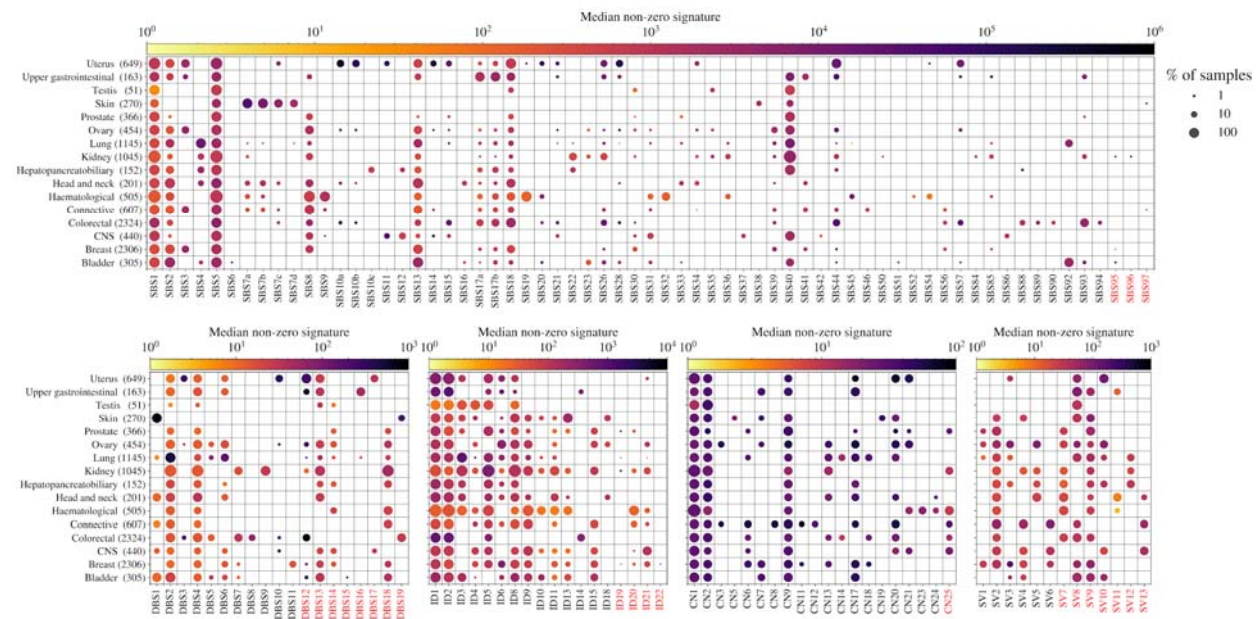 Median non-zero signature
10^0 10^1 10^2 10^3 10^4 10^5 10^6
% of samples
1
10
100
Uterus (649)
Upper gastrointestinal (163)
Testis (51)
Skin (270)
Prostate (366)
Ovary (454)
Lung (1145)
Kidney (1045)
Hepatopancreatobiliary (152)
Head and neck (201)
Haematological (505)
Connective (607)
Colorectal (2324)
CNS (440)
Breast (2306)
Bladder (305)
SBS1 SBS2 SBS3 SBS4 SBS5 SBS6 SBS7a SBS7b SBS7c SBS7d SBS8 SBS9 SBS10a SBS10b SBS10c SBS11 SBS12 SBS13 SBS14 SBS15 SBS16 SBS17a SBS17b SBS18 SBS19 SBS20 SBS21 SBS22 SBS23 SBS26 SBS28 SBS30 SBS31 SBS32 SBS33 SBS34 SBS35 SBS36 SBS37 SBS38 SBS39 SBS40 SBS41 SBS42 SBS44 SBS45 SBS46 SBS50 SBS51 SBS52 SBS54 SBS56 SBS57 SBS84 SBS85 SBS86 SBS88 SBS89 SBS90 SBS92 SBS93 SBS94 SBS95 SBS96 SBS97
Median non-zero signature Median non-zero signature Median non-zero signature Median non-zero signature
10^0 10^1 10^2 10^3 10^0 10^1 10^2 10^3 10^4 10^0 10^1 10^2 10^0 10^1 10^2 10^3
Uterus (649)
Upper gastrointestinal (163)
Testis (51)
Skin (270)
Prostate (366)
Ovary (454)
Lung (1145)
Kidney (1045)
Hepatopancreatobiliary (152)
Head and neck (201)
Haematological (505)
Connective (607)
Colorectal (2324)
CNS (440)
Breast (2306)
Bladder (305)
DBS1 DBS2 DBS3 DBS4 DBS5 DBS6 DBS7 DBS8 DBS9 DBS10 DBS11 DBS12 DBS13 DBS14 DBS15 DBS16 DBS17 DBS18 DBS19 ID1 ID2 ID3 ID4 ID5 ID6 ID7 ID8 ID9 ID10 ID11 ID13 ID14 ID15 ID18 ID19 ID20 ID21 ID22 CN1 CN2 CN3 CN5 CN6 CN7 CN8 CN9 CN11 CN12 CN13 CN14 CN17 CN18 CN19 CN20 CN21 CN23 CN24 CN25 SV1 SV2 SV3 SV4 SV5 SV6 SV7 SV8 SV9 SV10 SV11 SV12 SV13